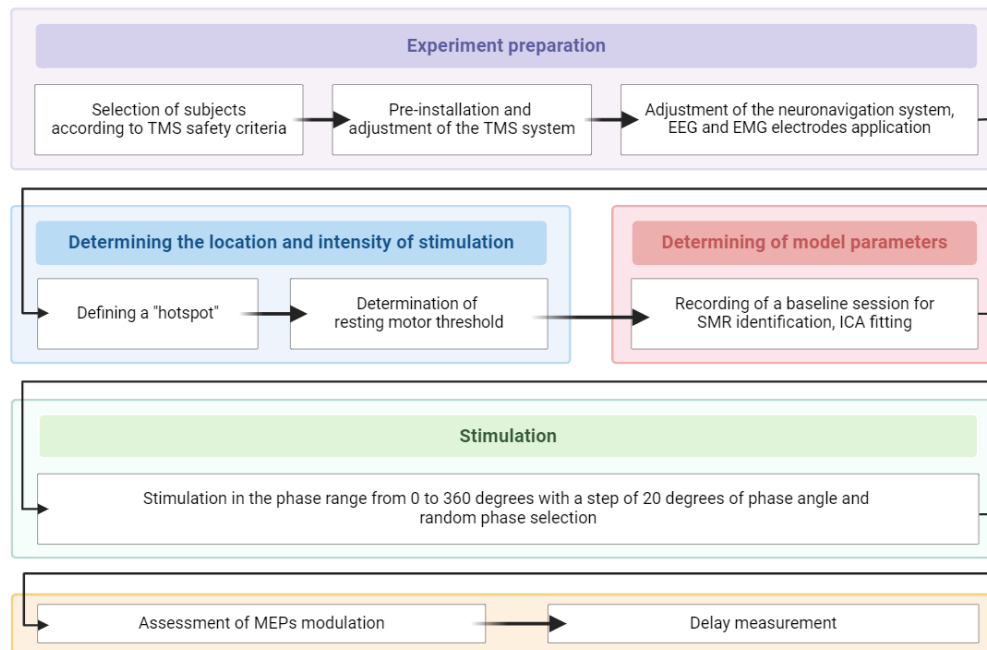 Experiment preparation
Selection of subjects
according to TMS safety criteria
Pre-installation and
adjustment of the TMS system
Adjustment of the neuronavigation system,
EEG and EMG electrodes application
Determining the location and intensity of stimulation
Defining a "hotspot"
Determination of
resting motor threshold
Determining of model parameters
Recording of a baseline session for
SMR identification, ICA fitting
Stimulation
Stimulation in the phase range from 0 to 360 degrees with a step of 20 degrees of phase angle and
random phase selection
Assessment of MEPs modulation
Delay measurement